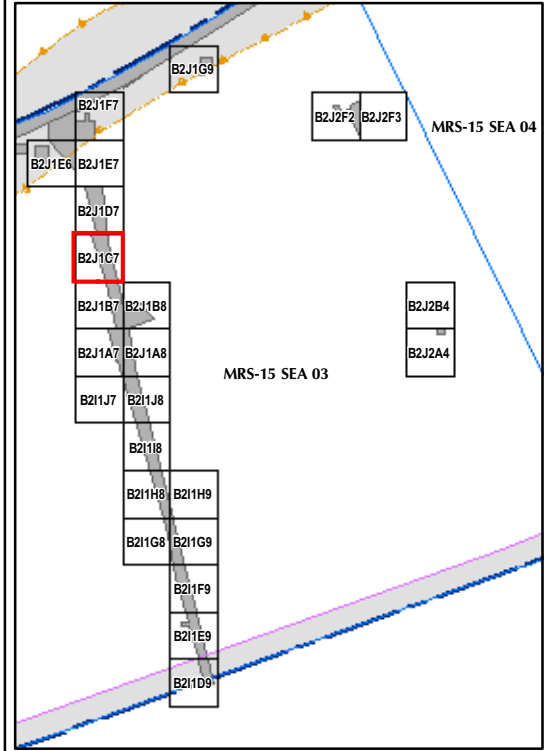 B2J1G9
B2J1F7
B2J2F2 B2J2F3
MRS-15 SEA 04
B2J1E6 B2J1E7
B2J1D7
B2J1C7
B2J1B7 B2J1B8
B2J2B4
B2J1A7 B2J1A8
B2J2A4
MRS-15 SEA 03
B2I1J7 B2I1J8
B2I1I8
B2I1H8 B2I1H9
B2I1G8 B2I1G9
B2I1F9
B2I1E9
B2I1D9